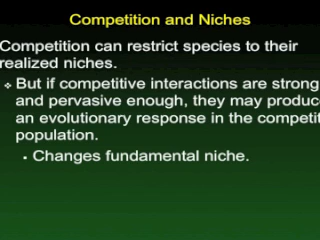 Competition and Niches
Competition can restrict species to their
realized niches.
❖ But if competitive interactions are strong
and pervasive enough, they may produce
an evolutionary response in the competit
population.
▪ Changes fundamental niche.